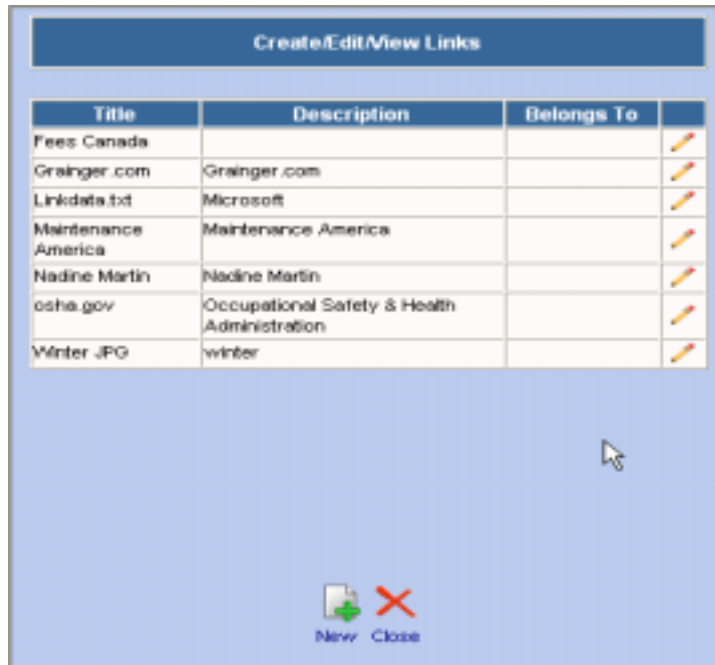 Create/Edit/View Links
Title Description Belongs To
Fees Canada
Grainger.com Grainger.com
Linkdata.txt Microsoft
Maintenance America Maintenance America
Nadine Martin Nadine Martin
osha.gov Occupational Safety & Health
Administration
Winter JPG winter
New Close